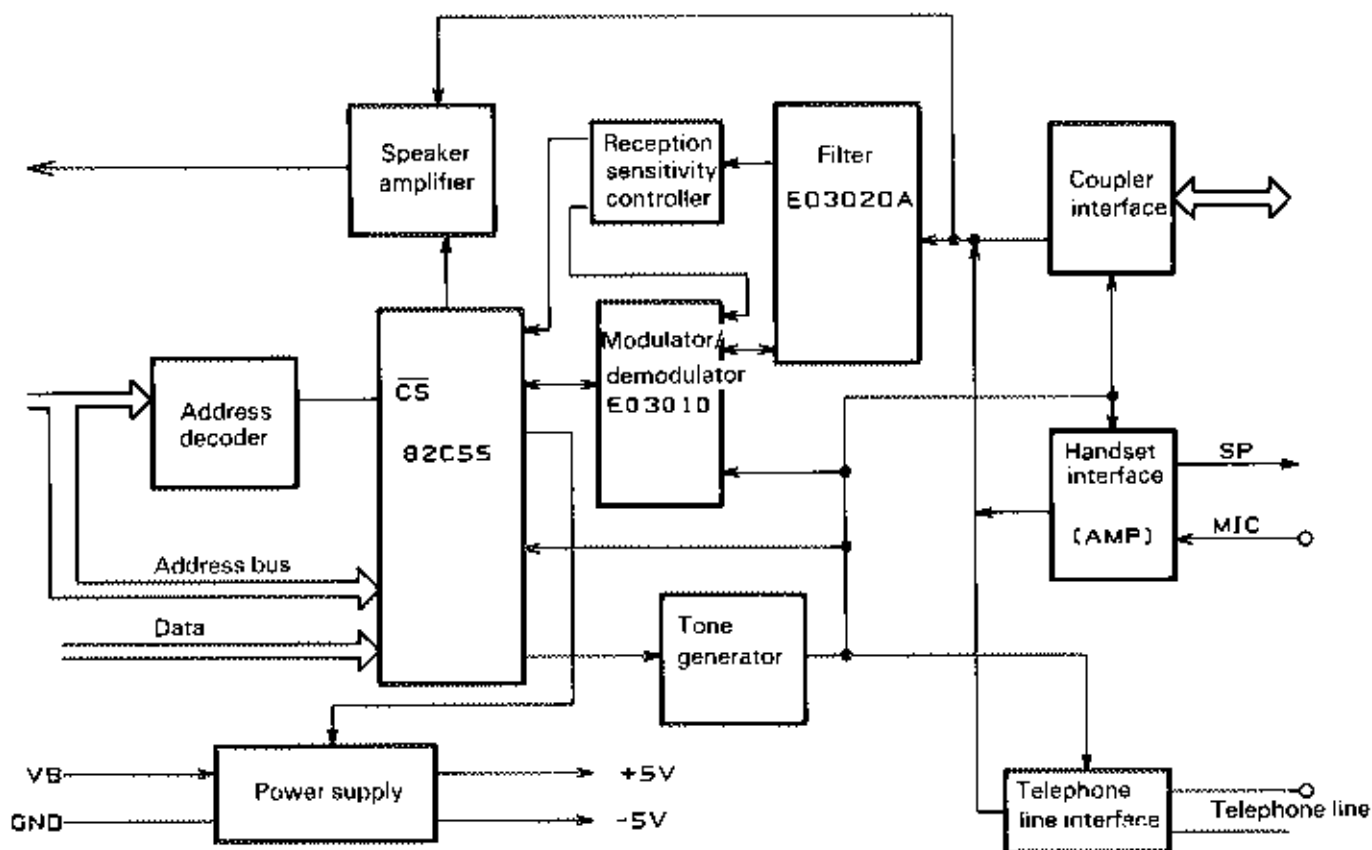 Speaker
amplifier
Reception
sensitivity
controller
Filter
E03020A
Coupler
interface
Modulator/
demodulator
E03010
CS
82C55
Address
decoder
Handset
interface
(AMP)
SP
MIC
Address bus
Data
Tone
generator
VB
GND
Power supply
+5V
-5V
Telephone
line interface
Telephone line